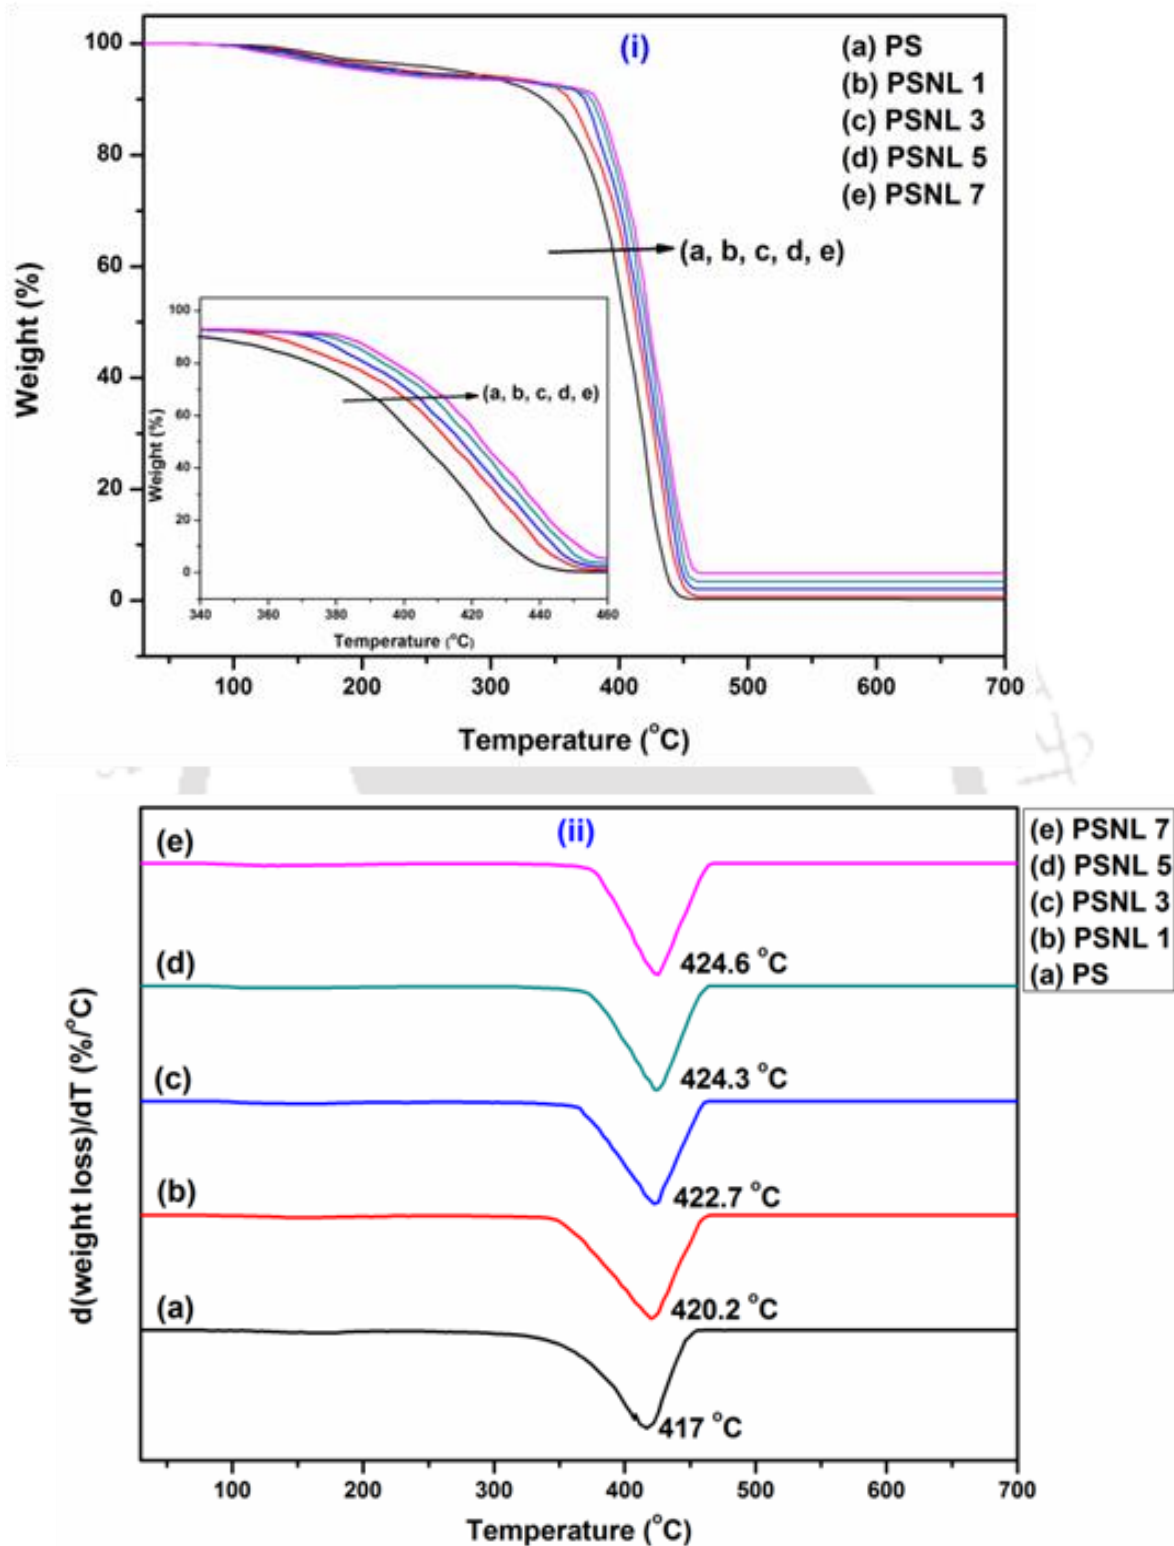 (i)
(a) PS
(b) PSNL 1
(c) PSNL 3
(d) PSNL 5
(e) PSNL 7
100
80
60
40
20
0
Weight (%)
(a, b, c, d, e)
100
80
60
40
20
0
Weight (%)
(a, b, c, d, e)
340 360 380 400 420 440 460
Temperature (°C)
100 200 300 400 500 600 700
Temperature (°C)
(ii)
(e) PSNL 7
(d) PSNL 5
(c) PSNL 3
(b) PSNL 1
(a) PS
d(weight loss)/dT (%/°C)
(e)
424.6 °C
(d)
424.3 °C
(c)
422.7 °C
(b)
420.2 °C
(a)
417 °C
100 200 300 400 500 600 700
Temperature (°C)